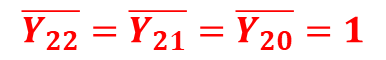 $\overline{Y_{22}} = \overline{Y_{21}} = \overline{Y_{20}} = 1$